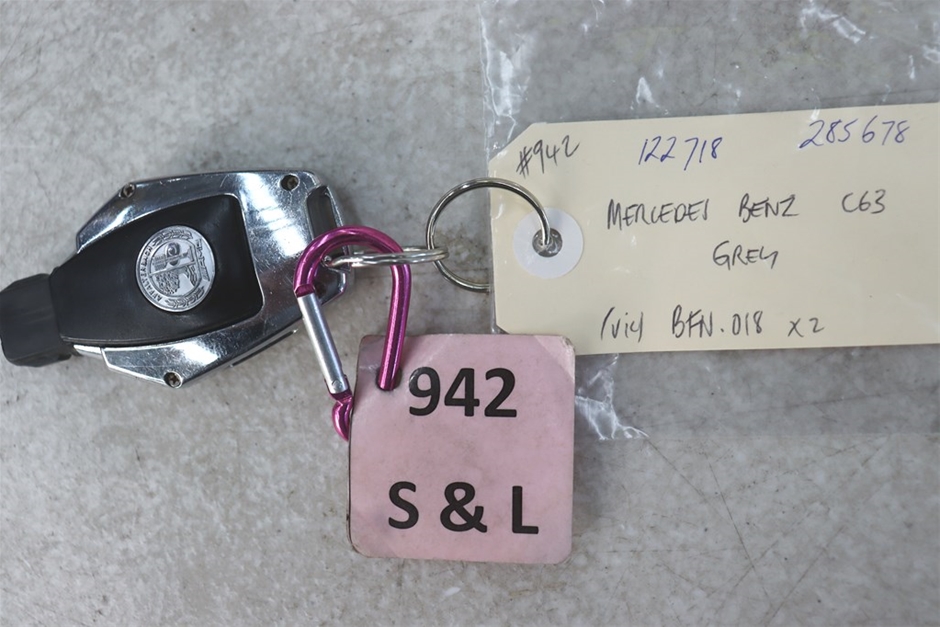 #942 122718 285678
MERCEDES BENZ C63
GREY
(VIC) BFN.018 x2
942
S & L